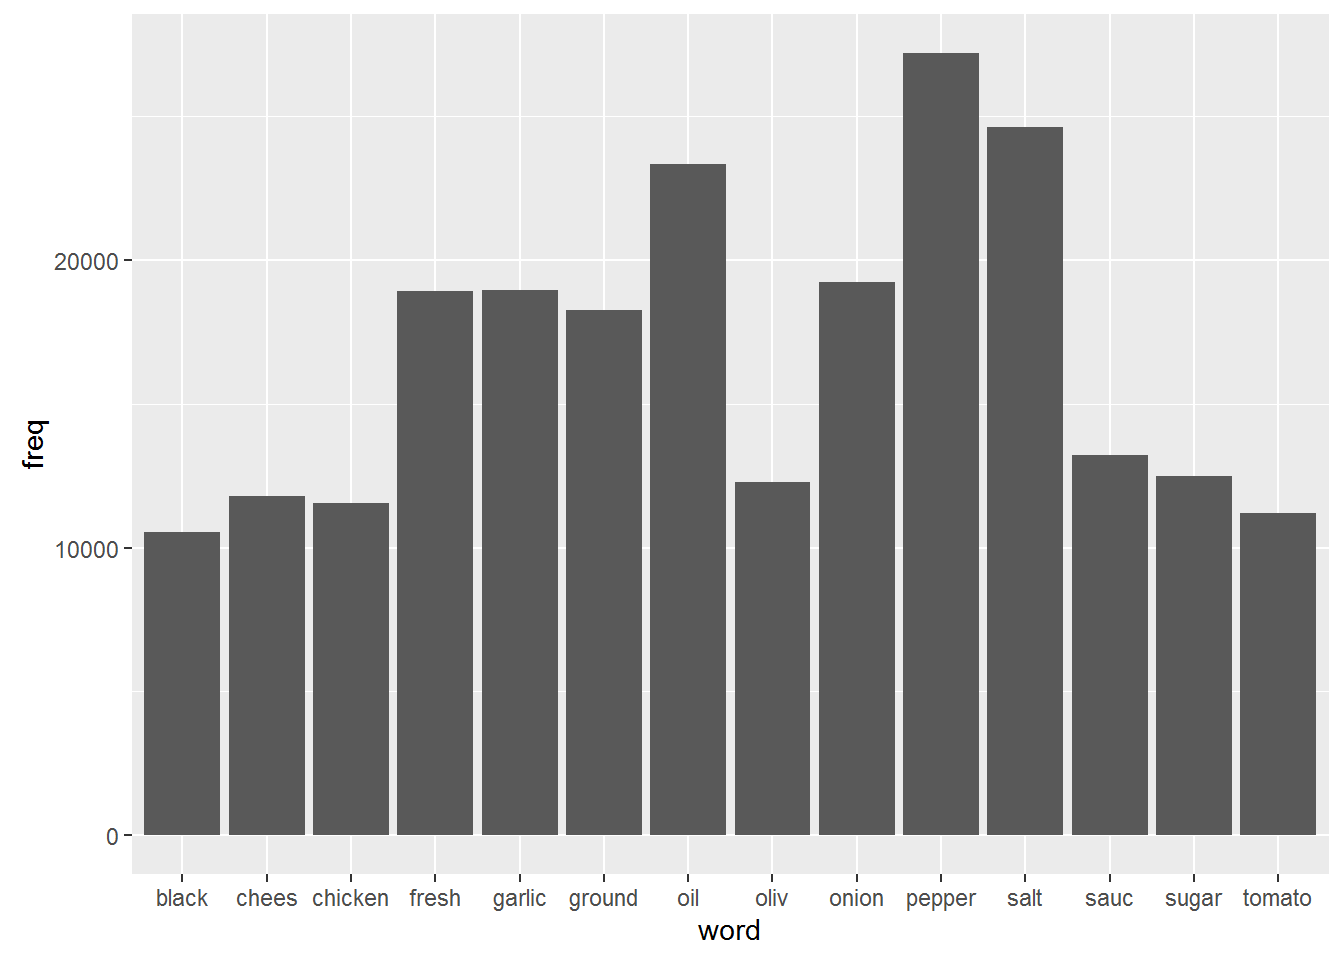 freq
20000
10000
0
black chees chicken fresh garlic ground oil oliv onion pepper salt sauc sugar tomato
word